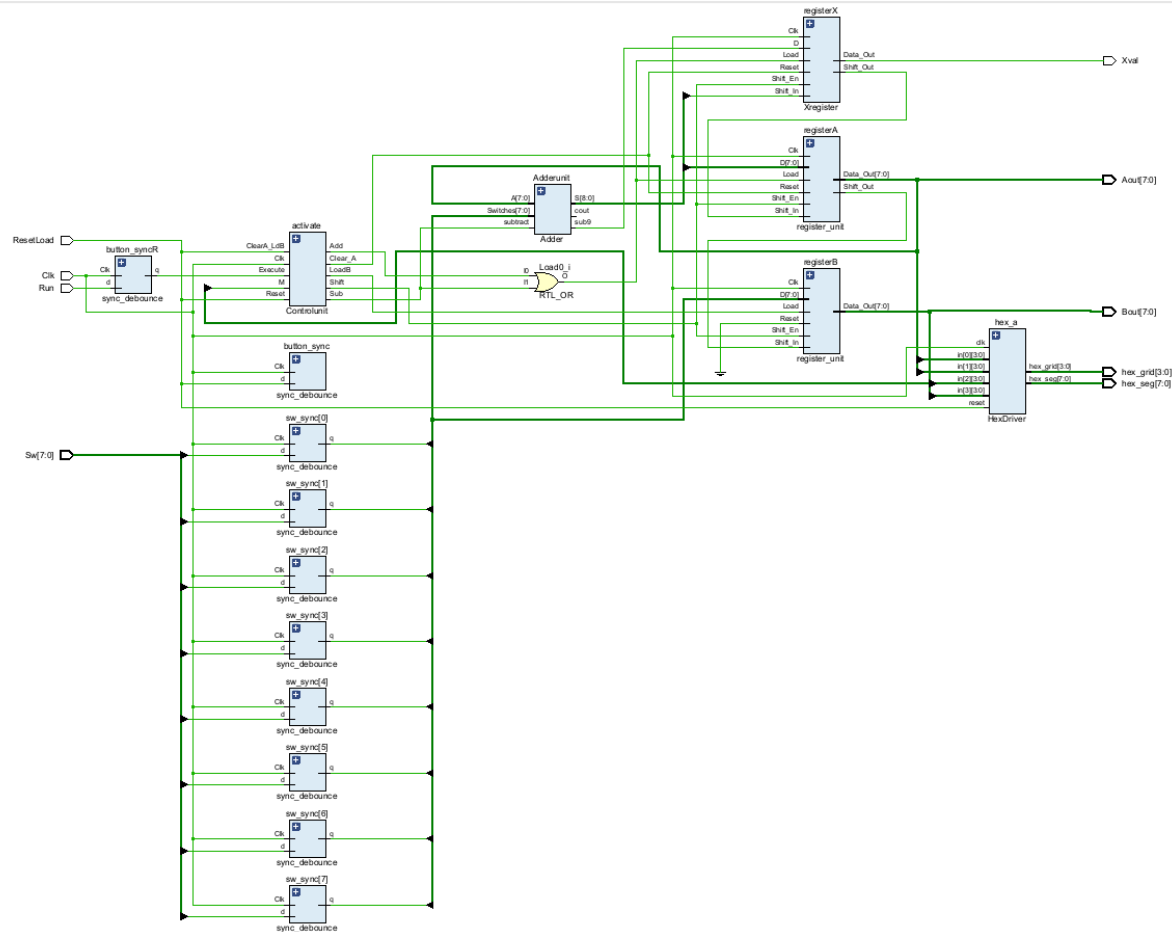 registerX
Clk
D
Load
Reset
Shift_En
Shift_In
Data_Out
Shift_Out
Xregister
Xval
registerA
Clk
D[7:0]
Load
Reset
Shift_En
Shift_In
Data_Out[7:0]
Shift_Out
register_unit
Aout[7:0]
Adderunit
A[7:0]
Switches[7:0]
subtract
S[8:0]
cout
sub9
Adder
ResetLoad
Clk
Run
button_syncR
Clk
d
q
sync_debounce
activate
ClearA_LdB
Clk
Execute
M
Reset
Add
Clear_A
LoadB
Shift
Sub
Controlunit
Load0_i
I0
I1
O
RTL_OR
registerB
Clk
D[7:0]
Load
Reset
Shift_En
Shift_In
Data_Out[7:0]
register_unit
Bout[7:0]
hex_a
clk
in[0][3:0]
in[1][3:0]
in[2][3:0]
in[3][3:0]
reset
hex_grid[3:0]
hex_seg[7:0]
HexDriver
hex_grid[3:0]
hex_seg[7:0]
button_sync
Clk
d
sync_debounce
Sw[7:0]
sw_sync[0]
Clk
d
q
sync_debounce
sw_sync[1]
Clk
d
q
sync_debounce
sw_sync[2]
Clk
d
q
sync_debounce
sw_sync[3]
Clk
d
q
sync_debounce
sw_sync[4]
Clk
d
q
sync_debounce
sw_sync[5]
Clk
d
q
sync_debounce
sw_sync[6]
Clk
d
q
sync_debounce
sw_sync[7]
Clk
d
q
sync_debounce